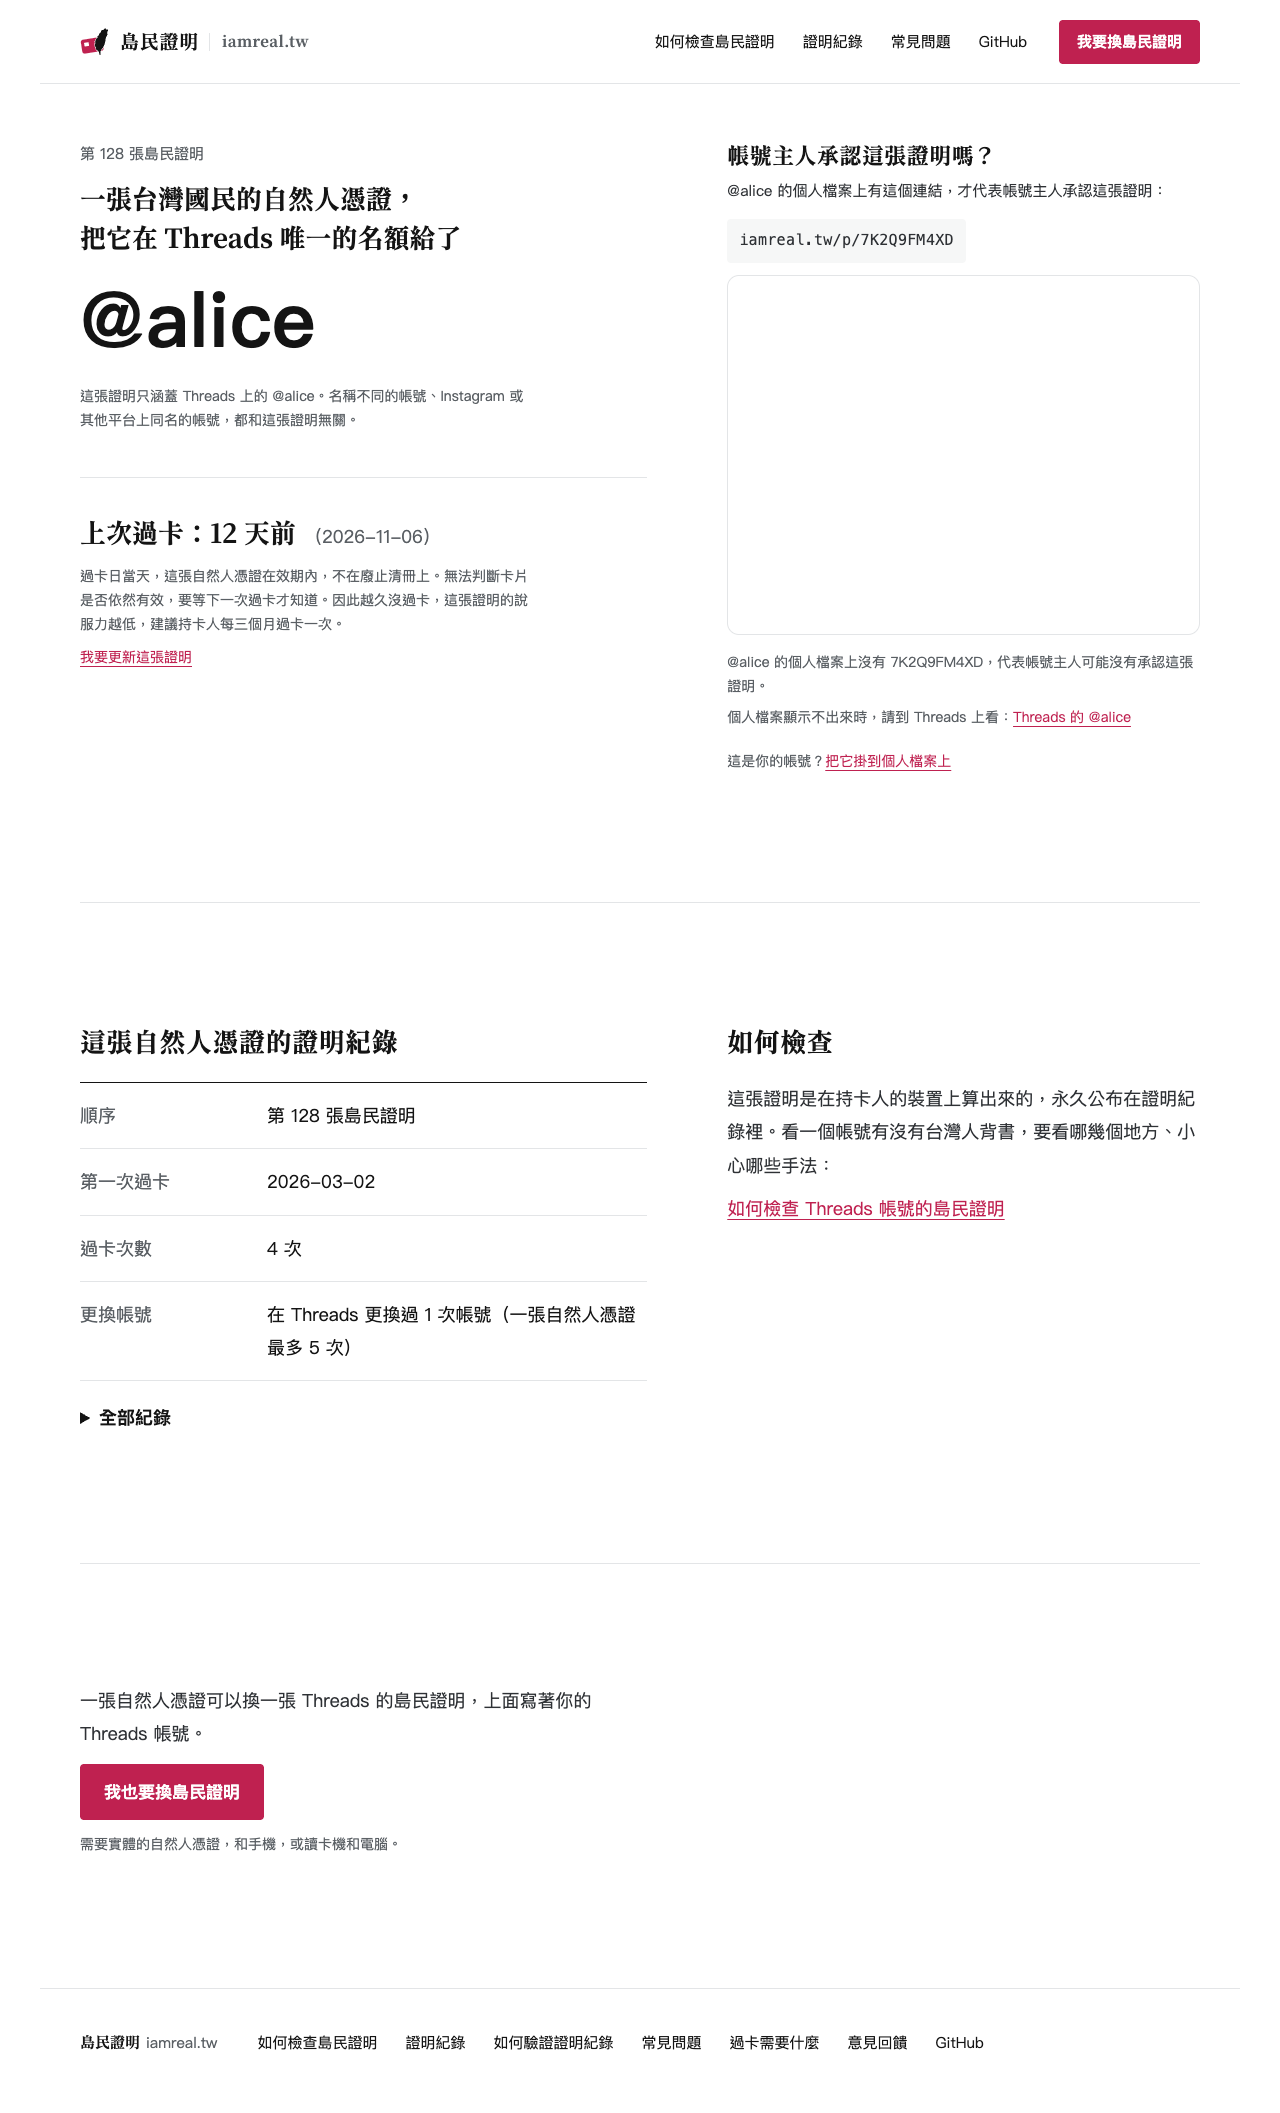 島民證明 iamreal.tw
如何檢查島民證明 證明紀錄 常見問題 GitHub 我要換島民證明
第 128 張島民證明
一張台灣國民的自然人憑證，
把它在 Threads 唯一的名額給了
@alice
這張證明只涵蓋 Threads 上的 @alice。名稱不同的帳號、Instagram 或
其他平台上同名的帳號，都和這張證明無關。
上次過卡：12 天前 （2026–11–06）
過卡日當天，這張自然人憑證在效期內，不在廢止清冊上。無法判斷卡片
是否依然有效，要等下一次過卡才知道。因此越久沒過卡，這張證明的說
服力越低，建議持卡人每三個月過卡一次。
我要更新這張證明
帳號主人承認這張證明嗎？
@alice 的個人檔案上有這個連結，才代表帳號主人承認這張證明：
iamreal.tw/p/7K2Q9FM4XD
@alice 的個人檔案上沒有 7K2Q9FM4XD，代表帳號主人可能沒有承認這張
證明。
個人檔案顯示不出來時，請到 Threads 上看：Threads 的 @alice
這是你的帳號？把它掛到個人檔案上
這張自然人憑證的證明紀錄
順序 第 128 張島民證明
第一次過卡 2026–03–02
過卡次數 4 次
更換帳號 在 Threads 更換過 1 次帳號（一張自然人憑證
最多 5 次）
▶ 全部紀錄
如何檢查
這張證明是在持卡人的裝置上算出來的，永久公布在證明紀
錄裡。看一個帳號有沒有台灣人背書，要看哪幾個地方、小
心哪些手法：
如何檢查 Threads 帳號的島民證明
一張自然人憑證可以換一張 Threads 的島民證明，上面寫著你的
Threads 帳號。
我也要換島民證明
需要實體的自然人憑證，和手機，或讀卡機和電腦。
島民證明 iamreal.tw 如何檢查島民證明 證明紀錄 如何驗證證明紀錄 常見問題 過卡需要什麼 意見回饋 GitHub